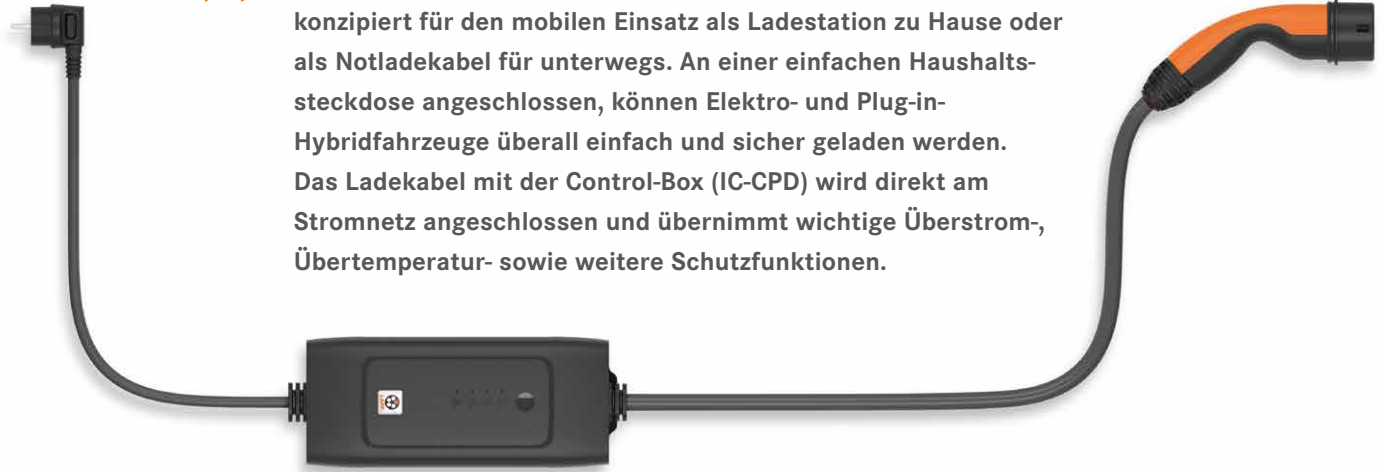 konzipiert für den mobilen Einsatz als Ladestation zu Hause oder
als Notladekabel für unterwegs. An einer einfachen Haushalts-
steckdose angeschlossen, können Elektro- und Plug-in-
Hybridfahrzeuge überall einfach und sicher geladen werden.
Das Ladekabel mit der Control-Box (IC-CPD) wird direkt am
Stromnetz angeschlossen und übernimmt wichtige Überstrom-,
Übertemperatur- sowie weitere Schutzfunktionen.